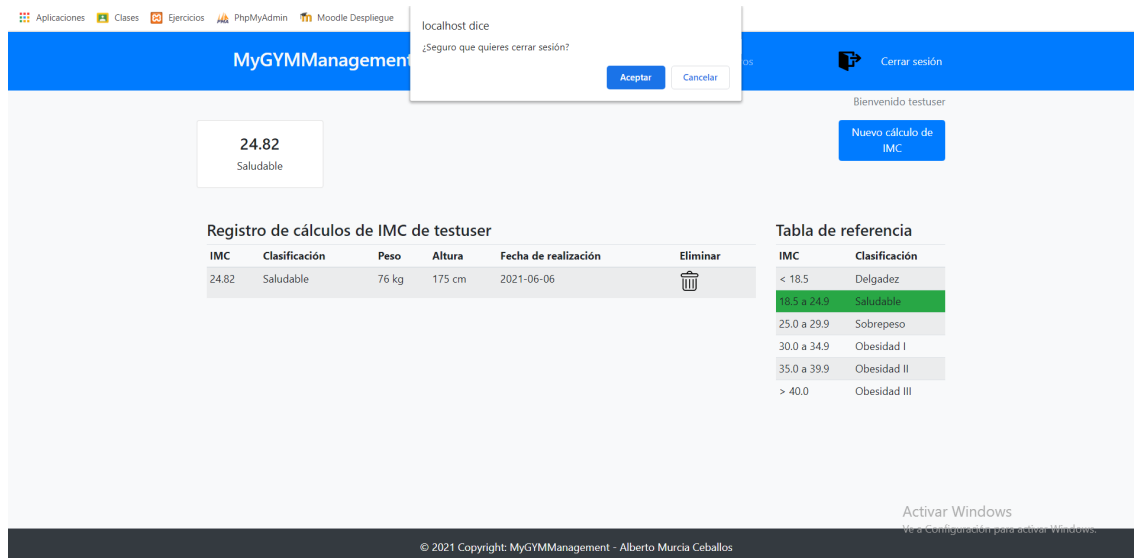 Aplicaciones Clases Ejercicios PhpMyAdmin Moodle Despliegue
localhost dice
¿Seguro que quieres cerrar sesión?
Aceptar Cancelar
MyGYMManagement
Cerrar sesión
Bienvenido testuser
24.82
Saludable
Nuevo cálculo de
IMC
Registro de cálculos de IMC de testuser
IMC Clasificación Peso Altura Fecha de realización Eliminar
24.82 Saludable 76 kg 175 cm 2021-06-06
Tabla de referencia
IMC Clasificación
< 18.5 Delgadez
18.5 a 24.9 Saludable
25.0 a 29.9 Sobrepeso
30.0 a 34.9 Obesidad I
35.0 a 39.9 Obesidad II
> 40.0 Obesidad III
Activar Windows
Ve a Configuración para activar Windows.
© 2021 Copyright: MyGYMManagement - Alberto Murcia Ceballos